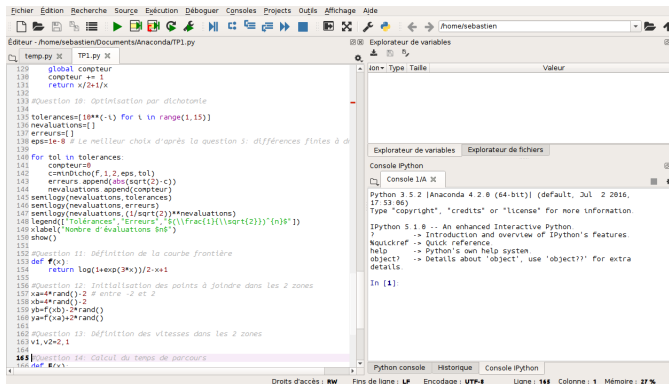 Fichier Édition Recherche Source Exécution Déboguer Consoles Projects Outils Affichage Aide
/home/sebastien
Éditeur - /home/sebastien/Documents/Anaconda/TP1.py
temp.py
TP1.py
129 global compteur
130 compteur += 1
131 return x/2+1/x
132
133 #Question 10: Optimisation par dichotomie
134
135 tolerances=[10**(-i) for i in range(1,15)]
136 nevaluations=[]
137 erreurs=[]
138 eps=1e-8 # Le meilleur choix d'après la question 5: différences finies à d
139
140 for tol in tolerances:
141 compteur=0
142 c=minDicho(f,1,2,eps,tol)
143 erreurs.append(abs(sqrt(2)-c))
144 nevaluations.append(compteur)
145 semilogy(nevaluations,tolerances)
146 semilogy(nevaluations,erreurs)
147 semilogy(nevaluations,(1/sqrt(2))**nevaluations)
148 legend(["Tolérances","Erreurs","$(\\frac{1}{\\sqrt{2}})^{n}$"])
149 xlabel("Nombre d'évaluations $n$")
150 show()
151
152 #Question 11: Définition de la courbe frontière
153 def f(x):
154 return log(1+exp(3*x))/2-x+1
155
156 #Question 12: Initialisation des points à joindre dans les 2 zones
157 xa=4*rand()-2 # entre -2 et 2
158 xb=4*rand()-2
159 yb=f(xb)-2*rand()
160 ya=f(xa)+2*rand()
161
162 #Question 13: Définition des vitesses dans les 2 zones
163 v1,v2=2,1
164
165 #Question 14: Calcul du temps de parcours
166 def F(x):
Explorateur de variables
ion Type Taille Valeur
Explorateur de variables Explorateur de fichiers
Console IPython
Console 1/A
Python 3.5.2 |Anaconda 4.2.0 (64-bit)| (default, Jul 2 2016,
17:53:06)
Type "copyright", "credits" or "license" for more information.
IPython 5.1.0 -- An enhanced Interactive Python.
? -> Introduction and overview of IPython's features.
%quickref -> Quick reference.
help -> Python's own help system.
object? -> Details about 'object', use 'object??' for extra
details.
In [1]:
Python console Historique Console IPython
Droits d'accès : RW Fins de ligne : LF Encodage : UTF-8 Ligne : 165 Colonne : 1 Mémoire : 27 %